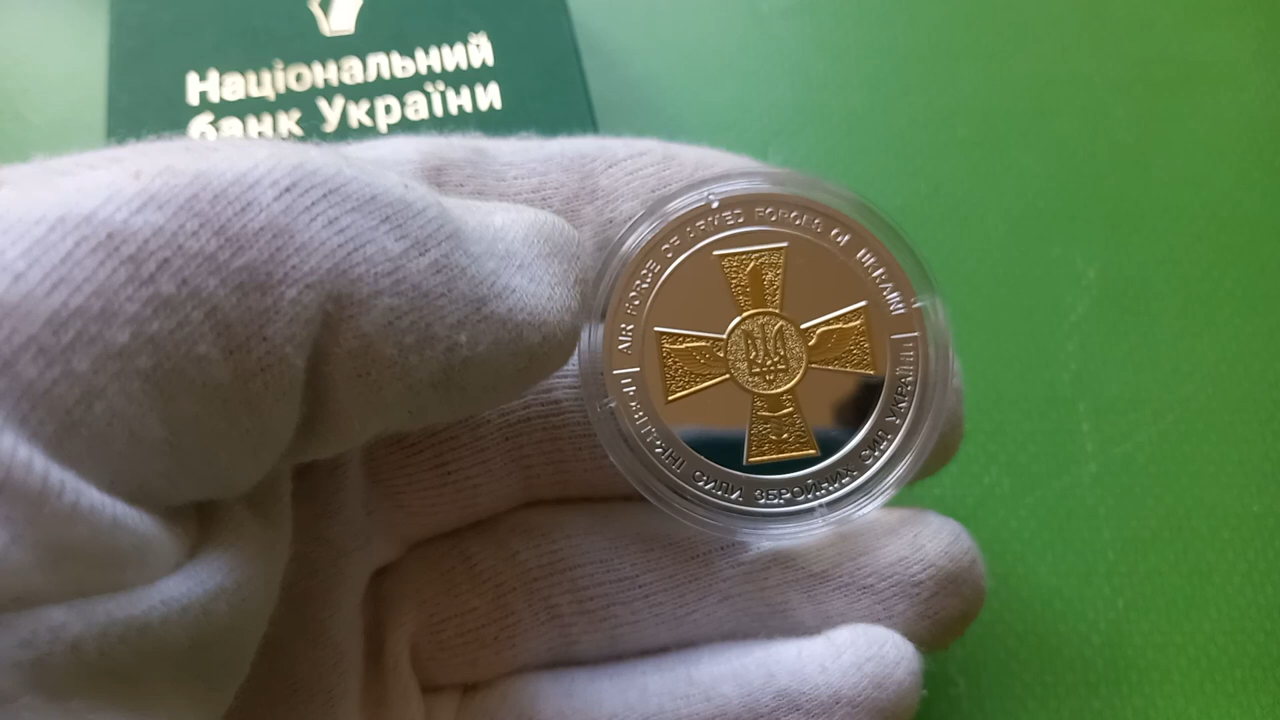 Національний
банк України
AIR FORCE OF ARMED FORCES OF UKRAINE
ПОВІТРЯНІ СИЛИ ЗБРОЙНИХ СИЛ УКРАЇНИ